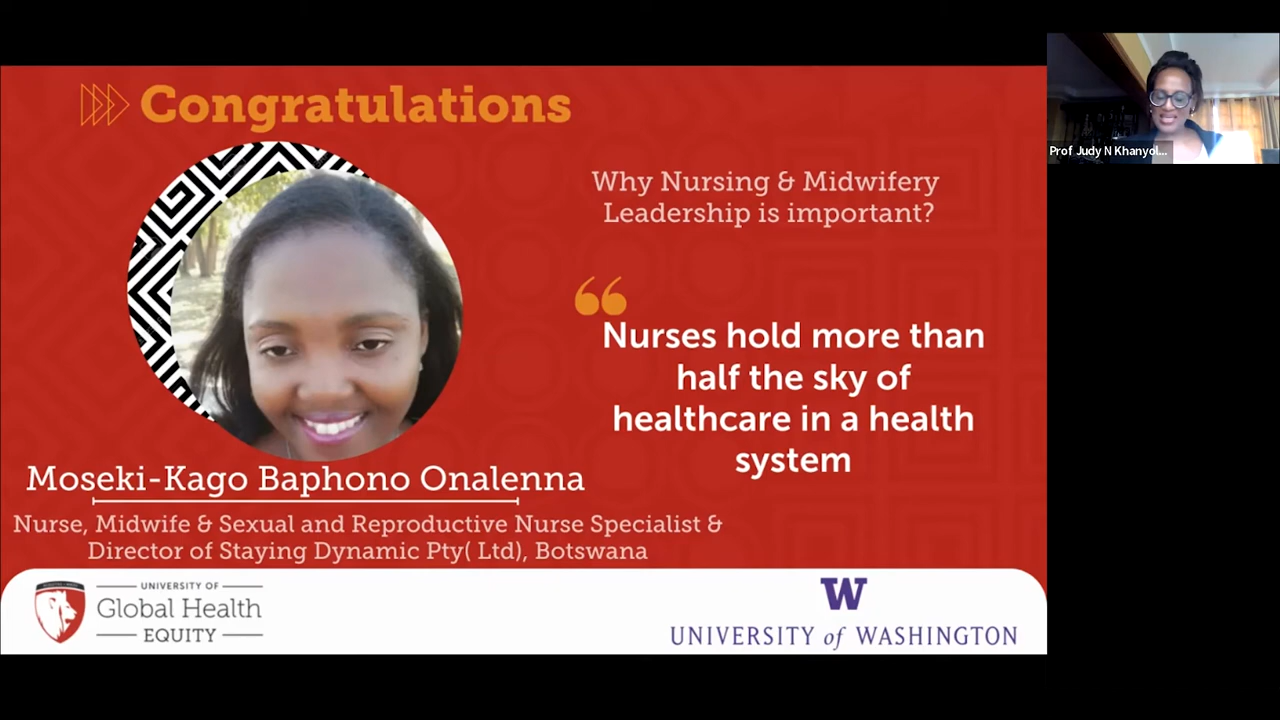 Congratulations
Why Nursing & Midwifery
Leadership is important?
“
Nurses hold more than
half the sky of
healthcare in a health
system
Moseki-Kago Baphono Onalenna
Nurse, Midwife & Sexual and Reproductive Nurse Specialist &
Director of Staying Dynamic Pty( Ltd), Botswana
UNIVERSITY OF
Global Health
EQUITY
W
UNIVERSITY of WASHINGTON
Prof Judy N Khanyol...